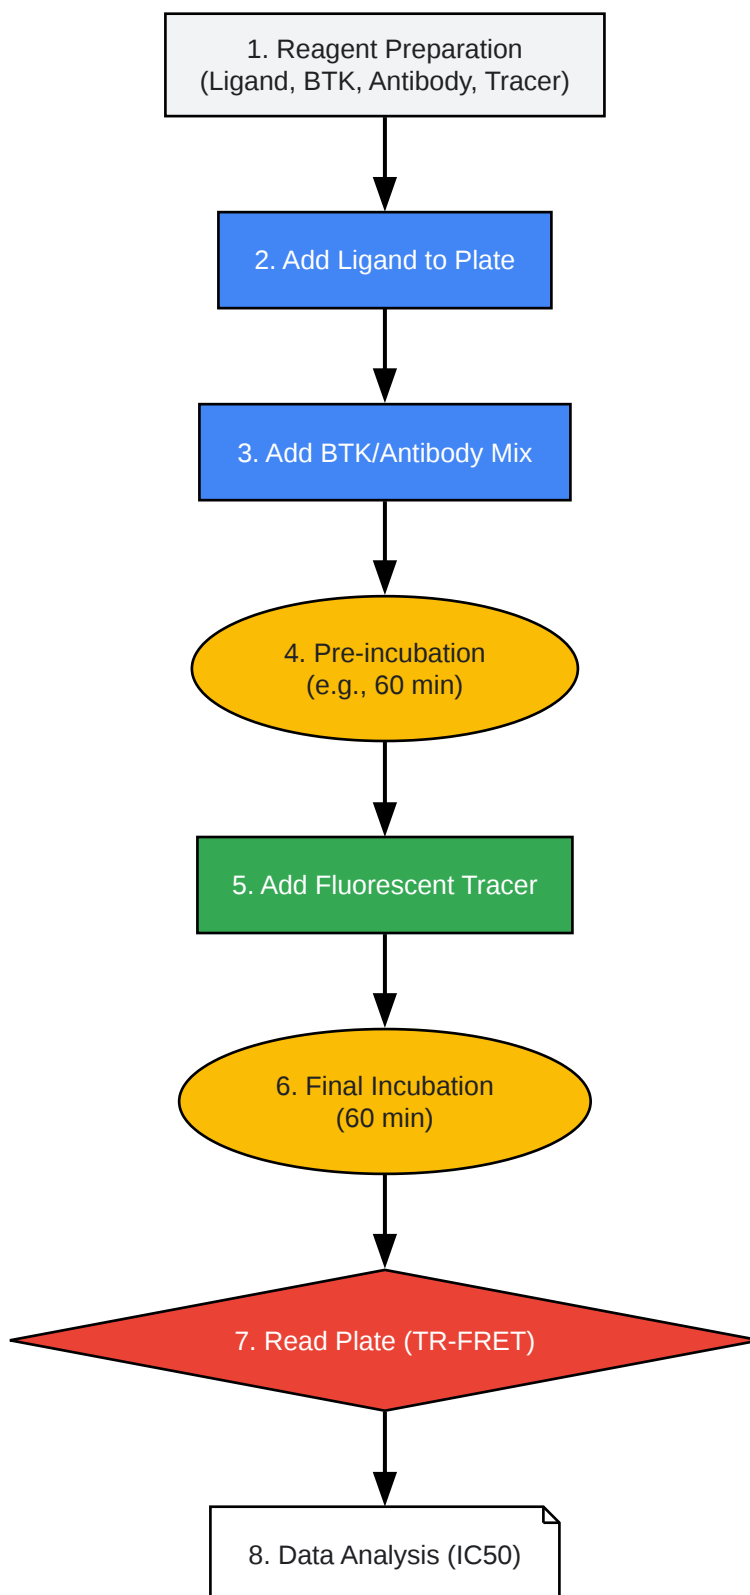 1. Reagent Preparation
(Ligand, BTK, Antibody, Tracer)
2. Add Ligand to Plate
3. Add BTK/Antibody Mix
4. Pre-incubation
(e.g., 60 min)
5. Add Fluorescent Tracer
6. Final Incubation
(60 min)
7. Read Plate (TR-FRET)
8. Data Analysis (IC50)